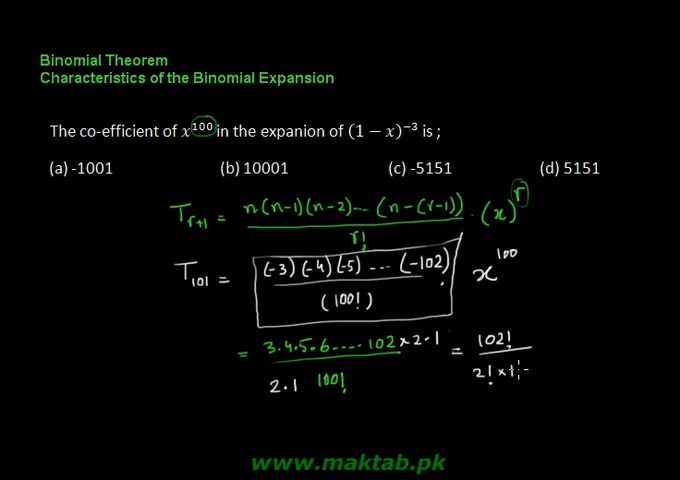 Binomial Theorem
Characteristics of the Binomial Expansion
The co-efficient of x^100 in the expanion of (1 − x)^−3 is ;
(a) -1001 (b) 10001 (c) -5151 (d) 5151
T_{r+1} = n(n-1)(n-2)... (n-(r-1)) / r! . (x)^r
T_{101} = (-3)(-4)(-5) ... (-102) / (100!) x^100
= 3.4.5.6.....102 × 2.1 / 2.1 100! = 102! / 2! ×
www.maktab.pk